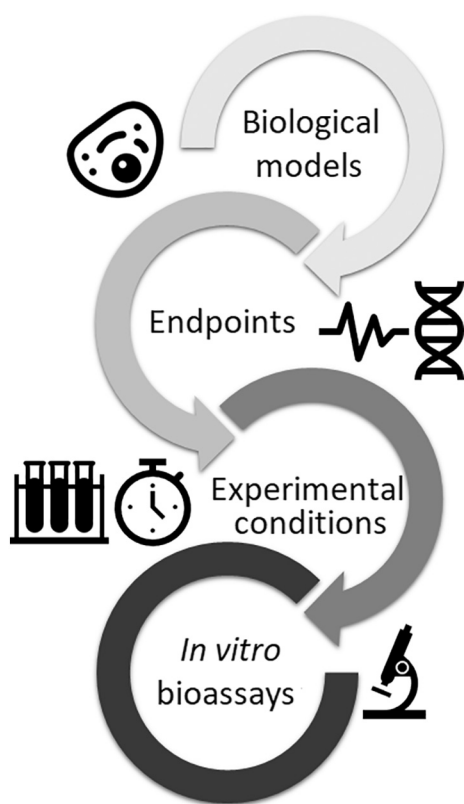 Biological
models
Endpoints
Experimental
conditions
In vitro
bioassays